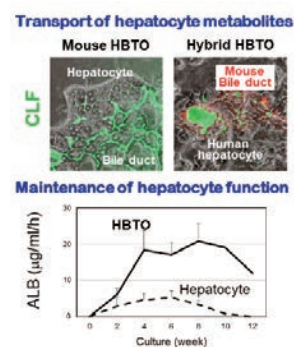 Transport of hepatocyte metabolites
Mouse HBTO Hybrid HBTO
CLF
Hepatocyte
Bile duct
Mouse
Bile duct
Human
hepatocyte
Maintenance of hepatocyte function
ALB (μg/ml/h)
30
20
10
0
HBTO
Hepatocyte
0 2 4 6 8 10 12
Culture (week)